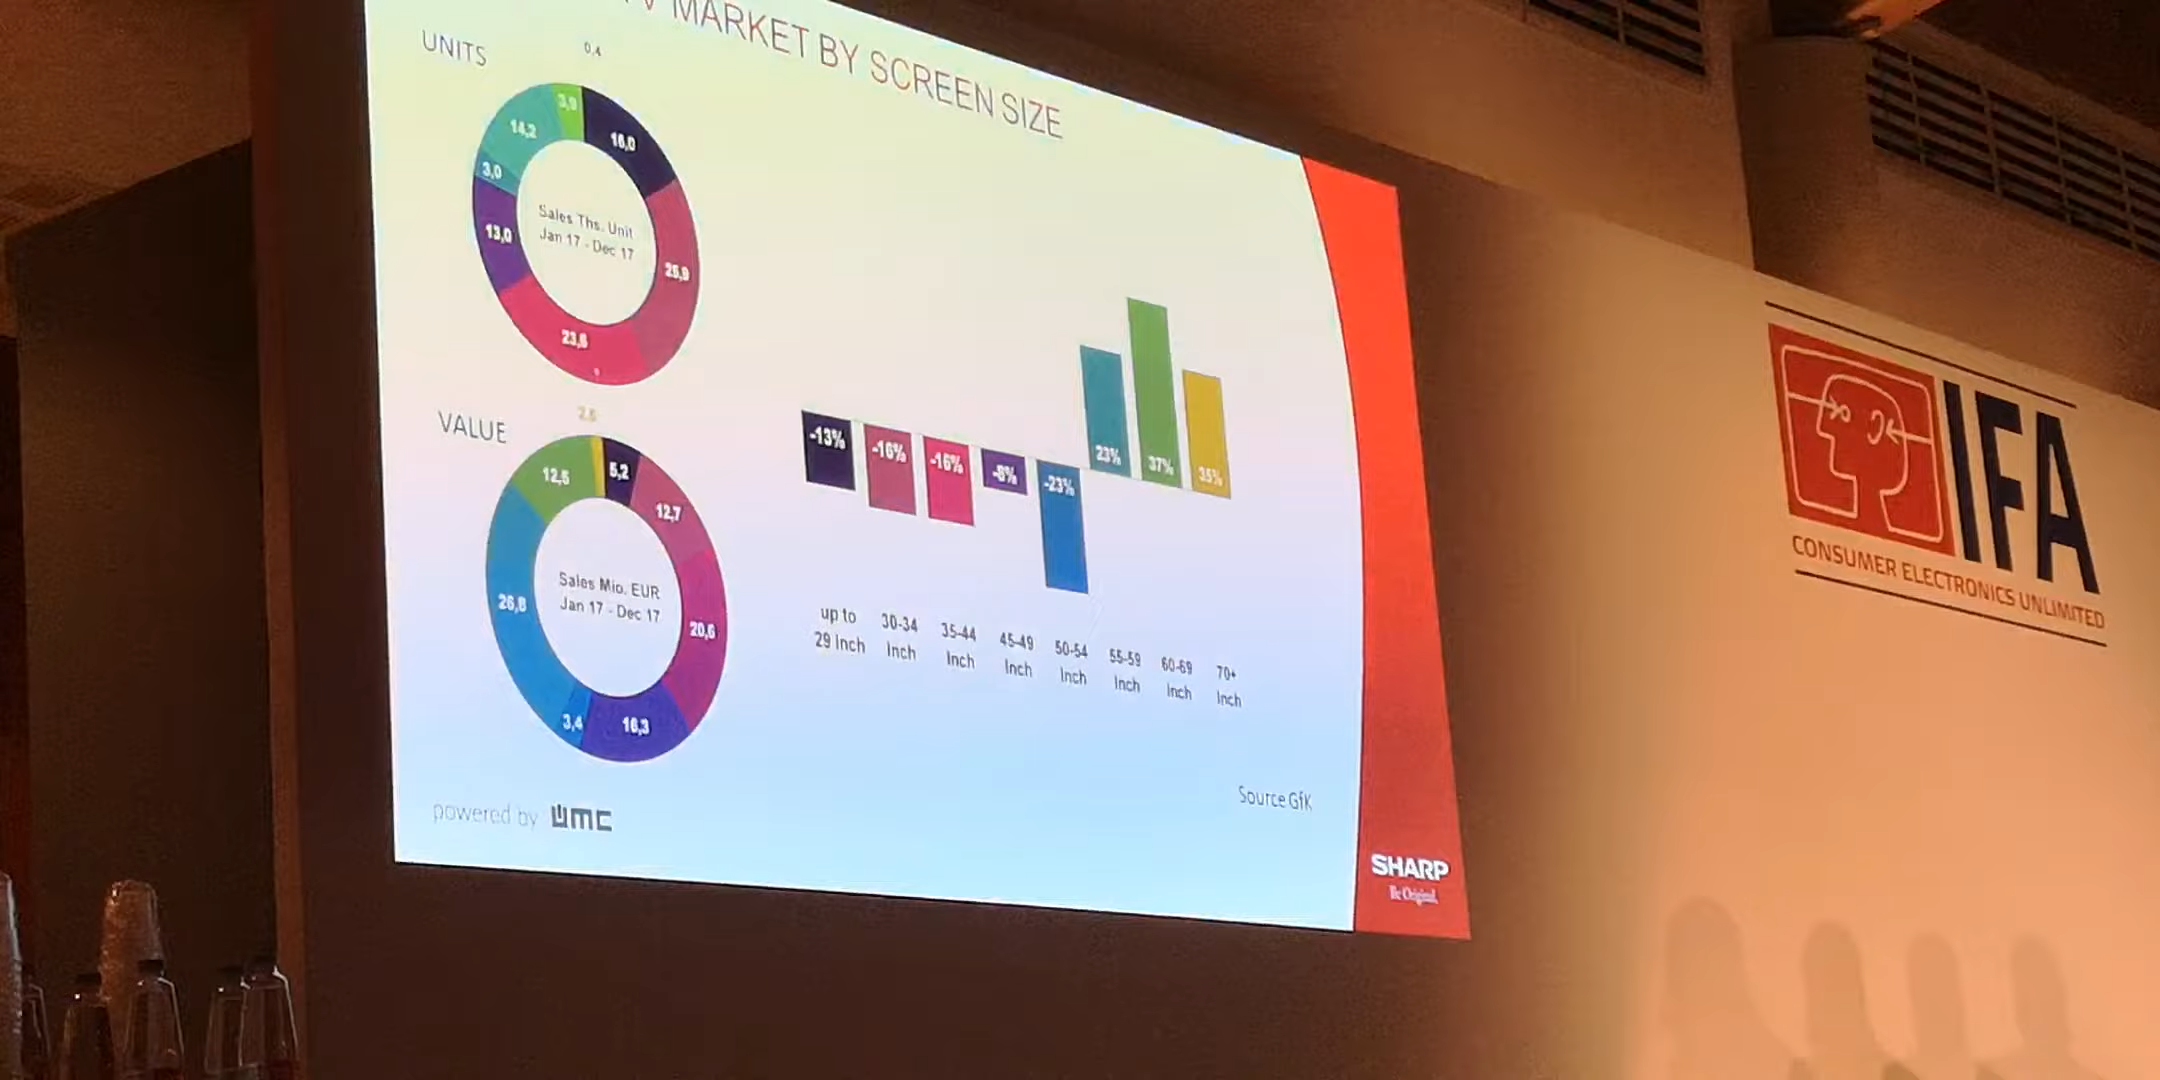 TV MARKET BY SCREEN SIZE
UNITS
0,4
3,9
16,0
14,2
3,0
13,0
25,9
23,6
Sales Ths. Unit
Jan 17 - Dec 17
VALUE
2,6
12,5
5,2
12,7
26,8
20,6
3,4
16,3
Sales Mio. EUR
Jan 17 - Dec 17
-13%
-16%
-16%
-8%
-23%
23%
37%
35%
up to
29 Inch
30-34
Inch
35-44
Inch
45-49
Inch
50-54
Inch
55-59
Inch
60-69
Inch
70+
Inch
Source GfK
powered by umc
SHARP
Be Original.
IFA
CONSUMER ELECTRONICS UNLIMITED